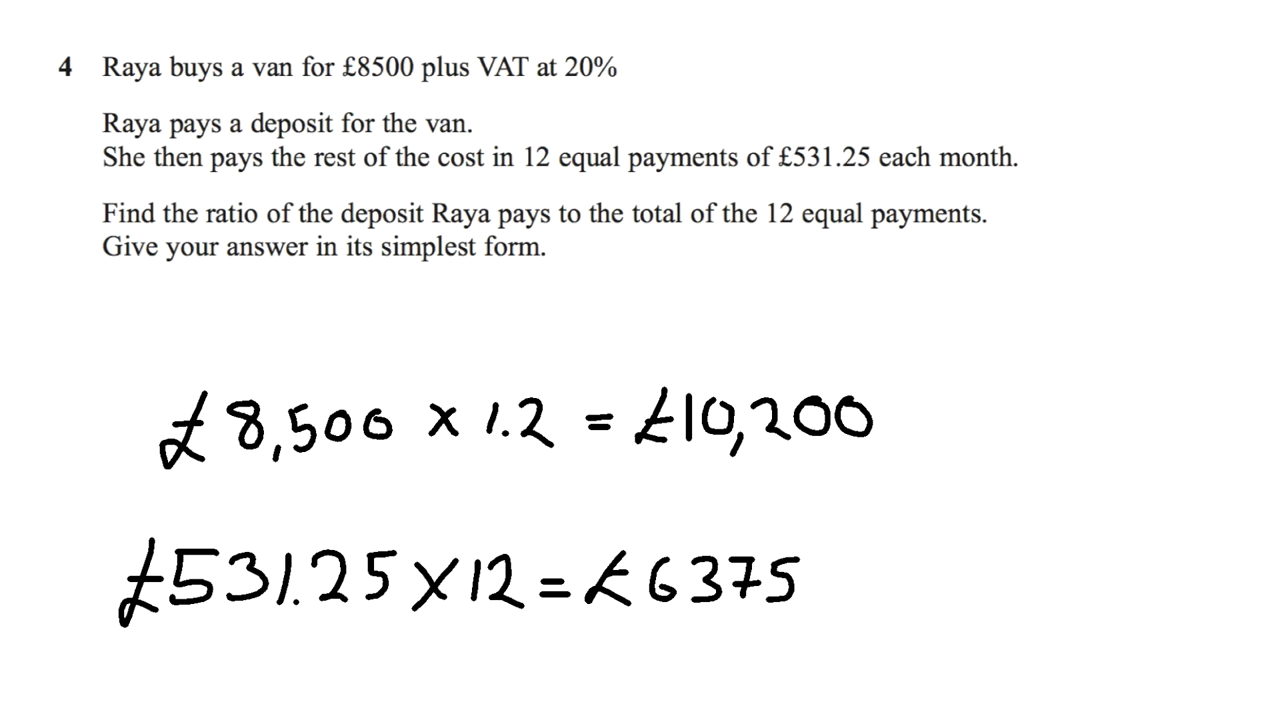 4 Raya buys a van for £8500 plus VAT at 20%
Raya pays a deposit for the van.
She then pays the rest of the cost in 12 equal payments of £531.25 each month.
Find the ratio of the deposit Raya pays to the total of the 12 equal payments.
Give your answer in its simplest form.
£8,500 × 1.2 = £10,200
£531.25 × 12 = £6375